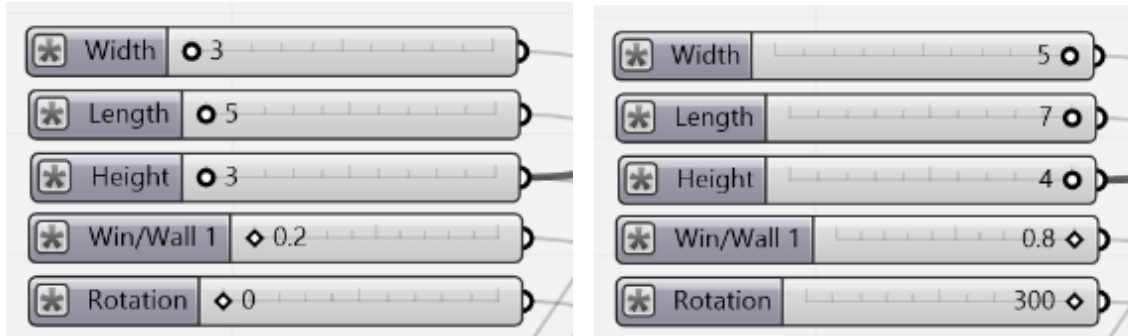 Width 3
Length 5
Height 3
Win/Wall 1 0.2
Rotation 0
Width 5
Length 7
Height 4
Win/Wall 1 0.8
Rotation 300